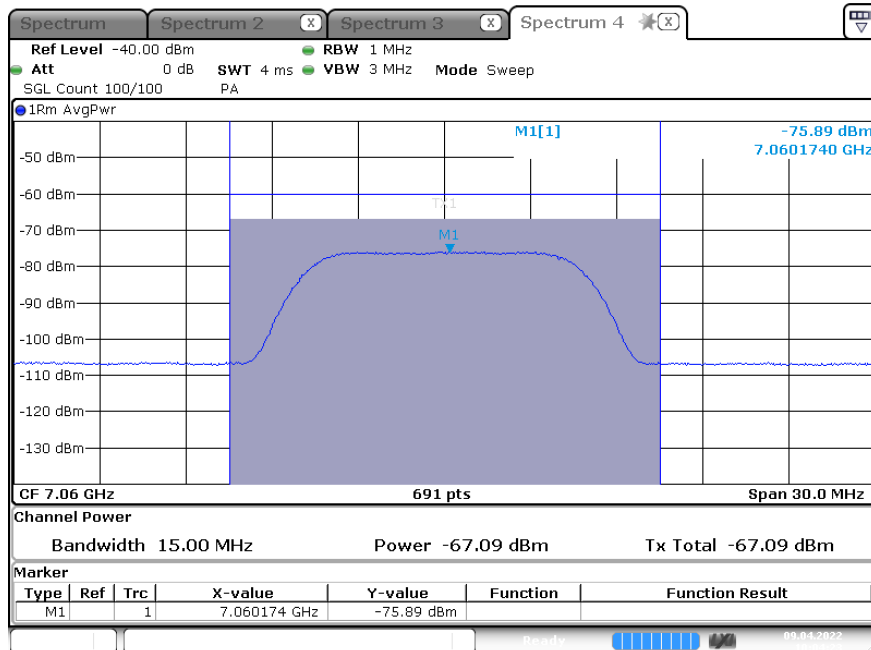 Spectrum Spectrum 2 X Spectrum 3 X Spectrum 4 X
Ref Level -40.00 dBm RBW 1 MHz
Att 0 dB SWT 4 ms VBW 3 MHz Mode Sweep
SGL Count 100/100 PA
1Rm AvgPwr
M1[1] -75.89 dBm
7.0601740 GHz
-50 dBm
-60 dBm
Tx1
-70 dBm
M1
-80 dBm
-90 dBm
-100 dBm
-110 dBm
-120 dBm
-130 dBm
CF 7.06 GHz 691 pts Span 30.0 MHz
Channel Power
Bandwidth 15.00 MHz Power -67.09 dBm Tx Total -67.09 dBm
Marker
Type Ref Trc X-value Y-value Function Function Result
M1 1 7.060174 GHz -75.89 dBm
Ready 09.04.2022